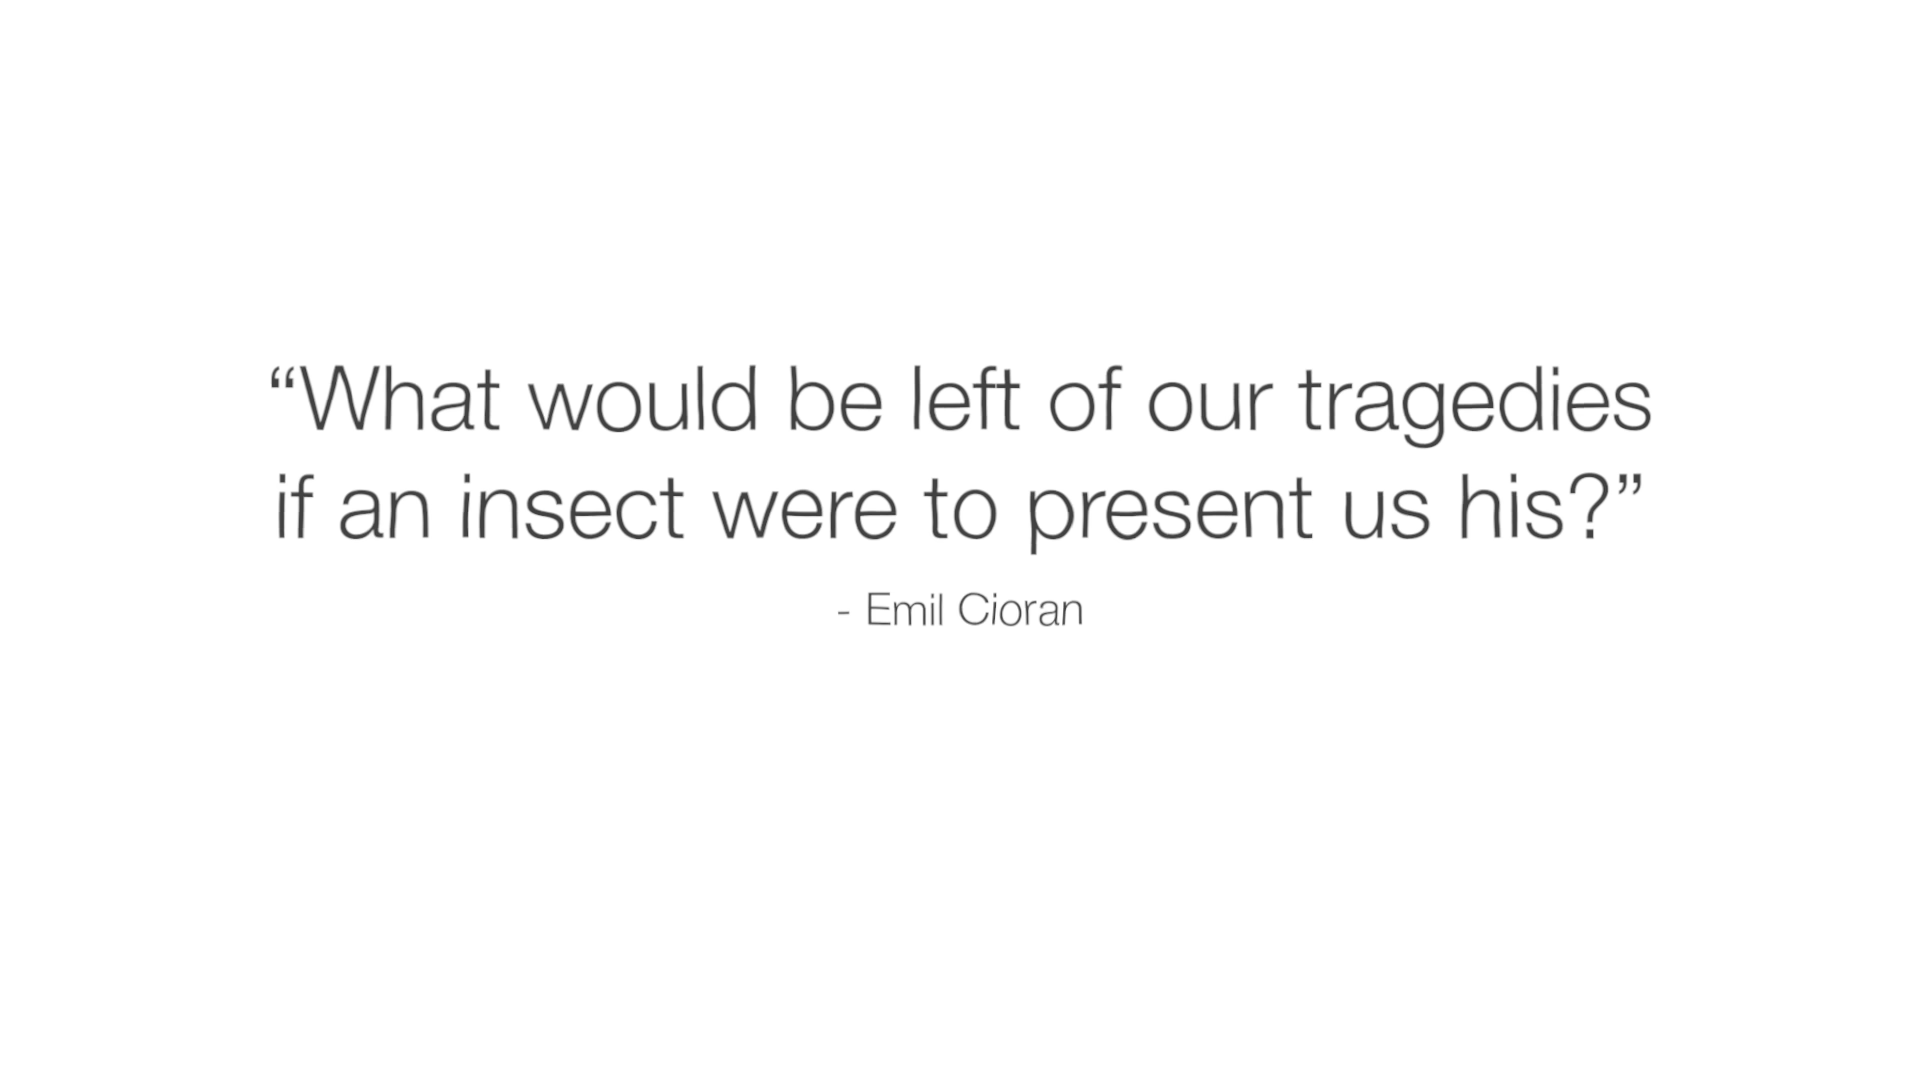 “What would be left of our tragedies
if an insect were to present us his?”
- Emil Cioran